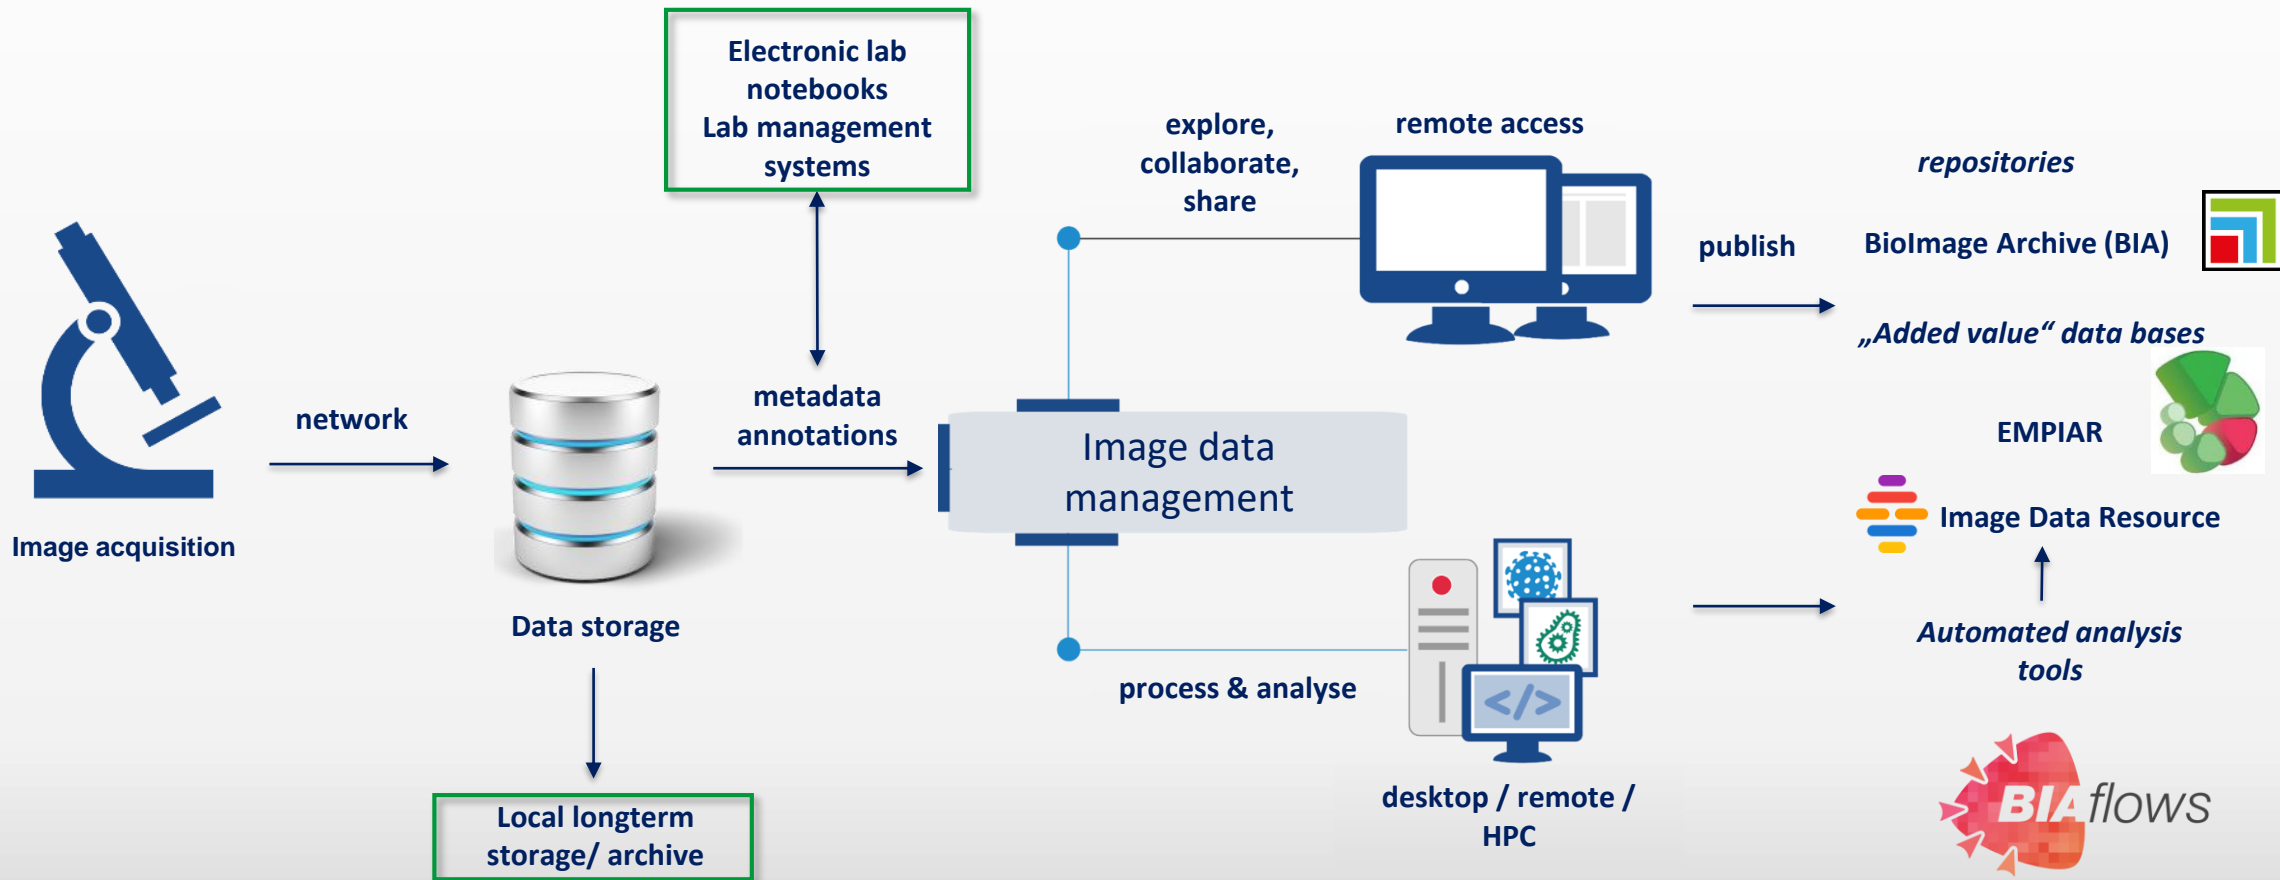 Electronic lab
notebooks
Lab management
systems
explore,
collaborate,
share
remote access
repositories
publish
BioImage Archive (BIA)
„Added value“ data bases
network
metadata
annotations
EMPIAR
Image data
management
Image Data Resource
Image acquisition
Data storage
Automated analysis
tools
process & analyse
</>
desktop / remote /
HPC
BIAflows
Local longterm
storage/ archive